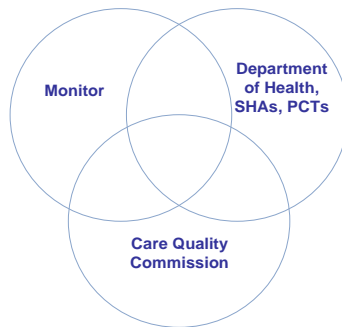 Monitor
Department
of Health,
SHAs, PCTs
Care Quality
Commission